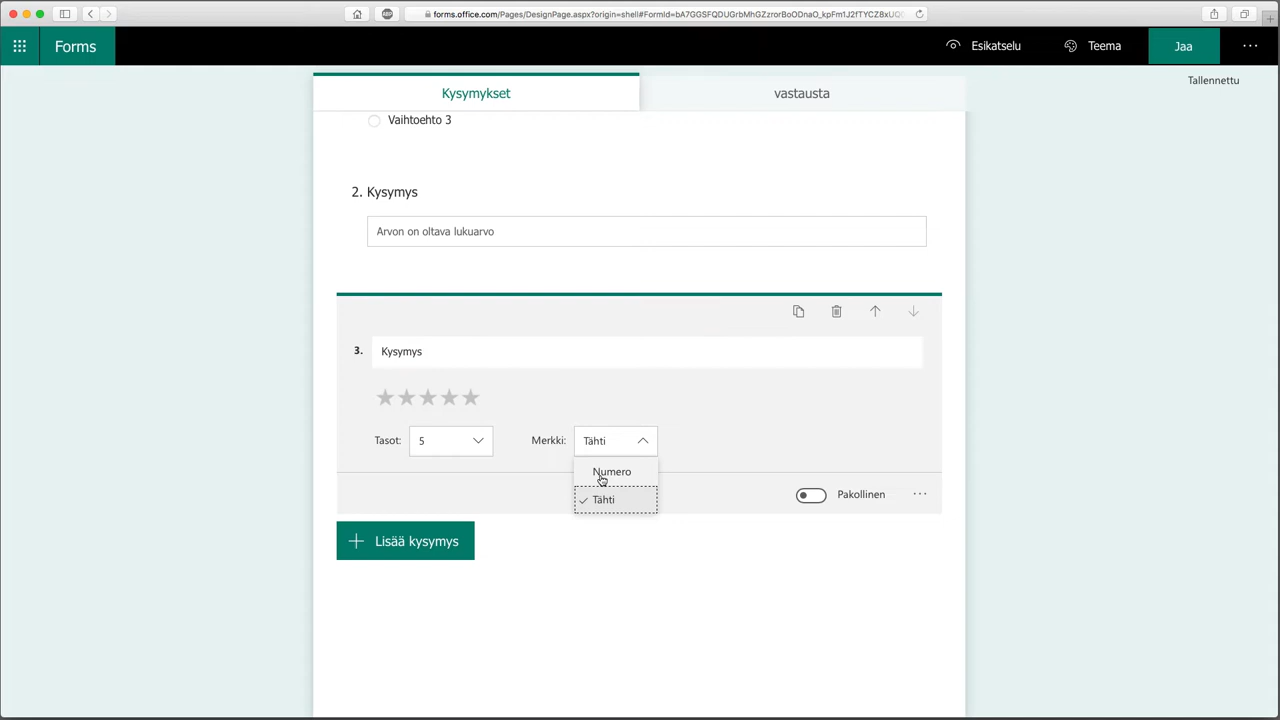 forms.office.com/Pages/DesignPage.aspx?origin=shell#FormId=bA7GGSFQDUGrbMhGZzrorBoODnaO_kpFm1J2fTYCZ8xUQ
Forms
Esikatselu
Teema
Jaa
Tallennettu
Kysymykset
vastausta
Vaihtoehto 3
2. Kysymys
Arvon on oltava lukuarvo
3. Kysymys
Tasot: 5
Merkki: Tähti
Numero
Tähti
Pakollinen
Lisää kysymys